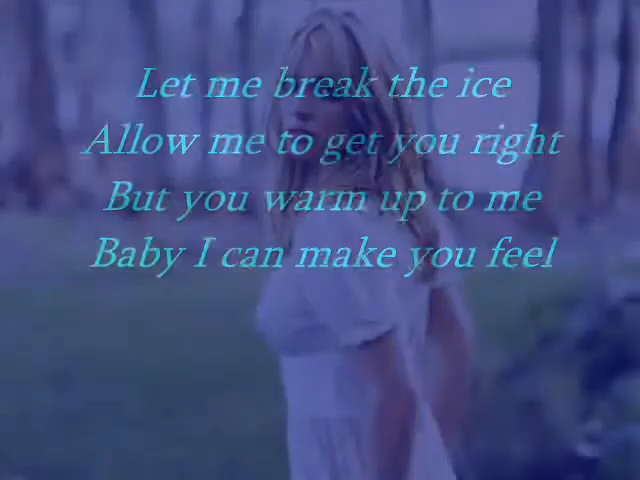 Let me break the ice
Allow me to get you right
But you warm up to me
Baby I can make you feel